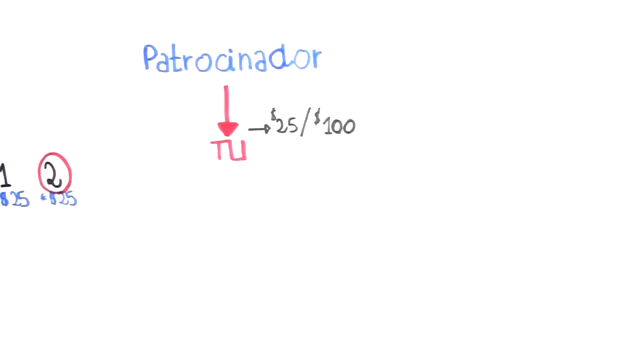 Patrocinador
→ $25/$100
TU
1 2
$25 + $25